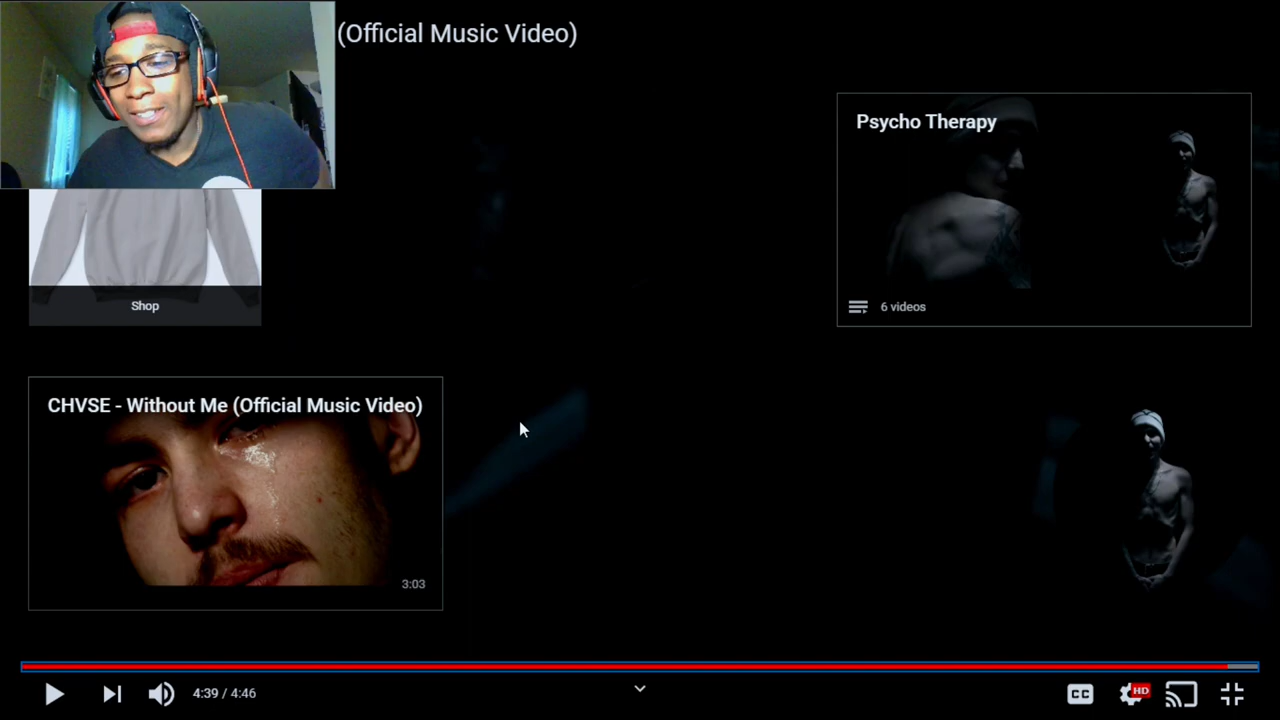 (Official Music Video)
Psycho Therapy
Shop
6 videos
CHVSE - Without Me (Official Music Video)
3:03
4:39 / 4:46
CC
HD